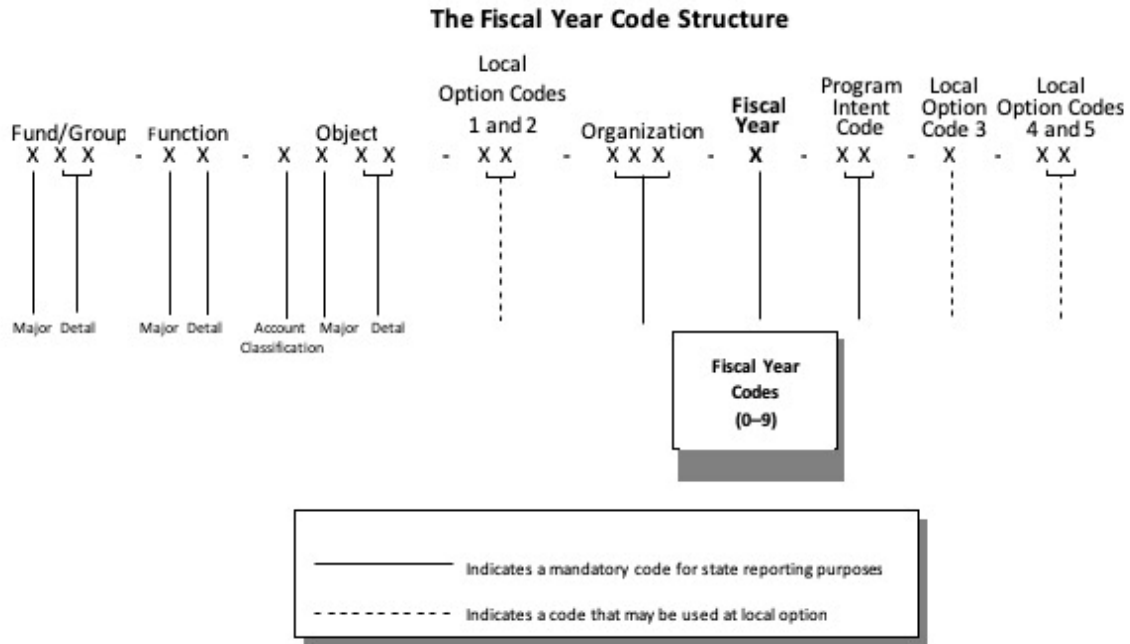 The Fiscal Year Code Structure
Local
Option Codes
1 and 2
Fund/Group
Function
Object
Organization
Fiscal
Year
Program
Intent
Code
Local
Option
Code 3
Local
Option Codes
4 and 5
X X X - X X - X X X X - X X - X X X - X - X X - X - X X
Major Detal
Major Detal
Account
Classification
Major Detal
Fiscal Year
Codes
(0–9)
Indicates a mandatory code for state reporting purposes
Indicates a code that may be used at local option